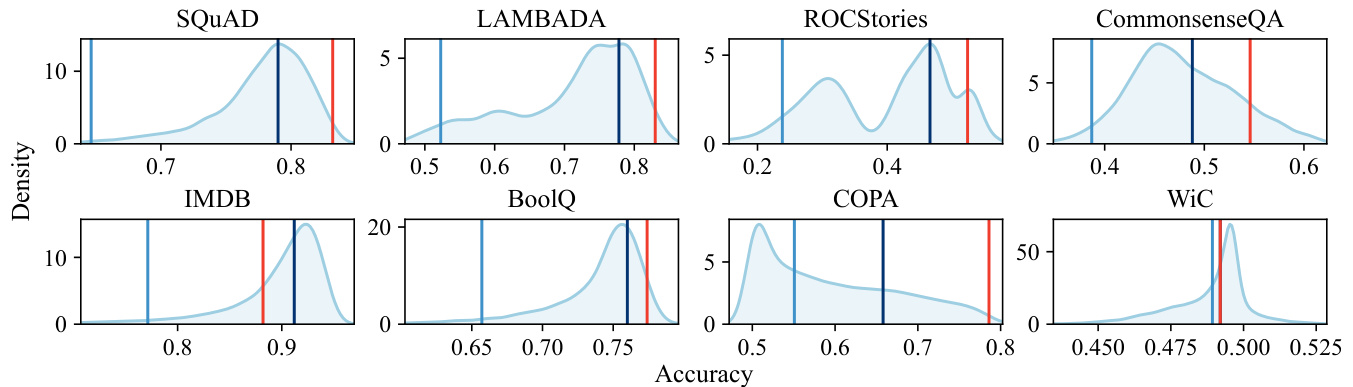 SQuAD LAMBADA ROCStories CommonsenseQA
10 5 5 5
0 0 0 0
0.7 0.8 0.5 0.6 0.7 0.8 0.2 0.4 0.4 0.5 0.6
Density
IMDB BoolQ COPA WiC
10 20 5 50
0 0 0 0
0.8 0.9 0.65 0.70 0.75 0.5 0.6 0.7 0.8 0.450 0.475 0.500 0.525
Accuracy